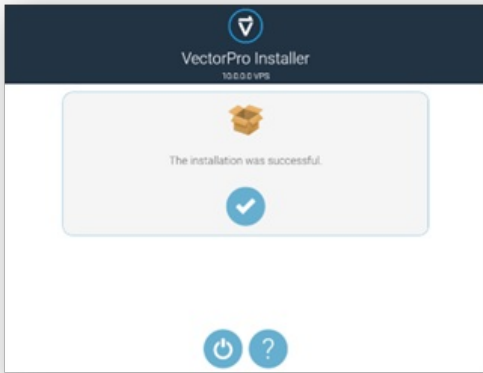 VectorPro Installer
10.0.0.0 VPS
The installation was successful.
?